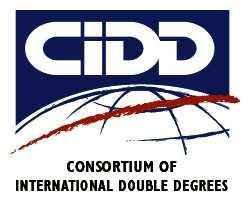 CiDD
CONSORTIUM OF
INTERNATIONAL DOUBLE DEGREES